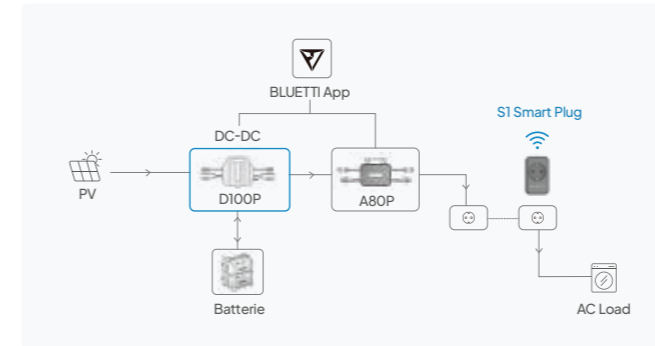 BLUETTI App
S1 Smart Plug
DC-DC
PV
D100P
A80P
Batterie
AC Load